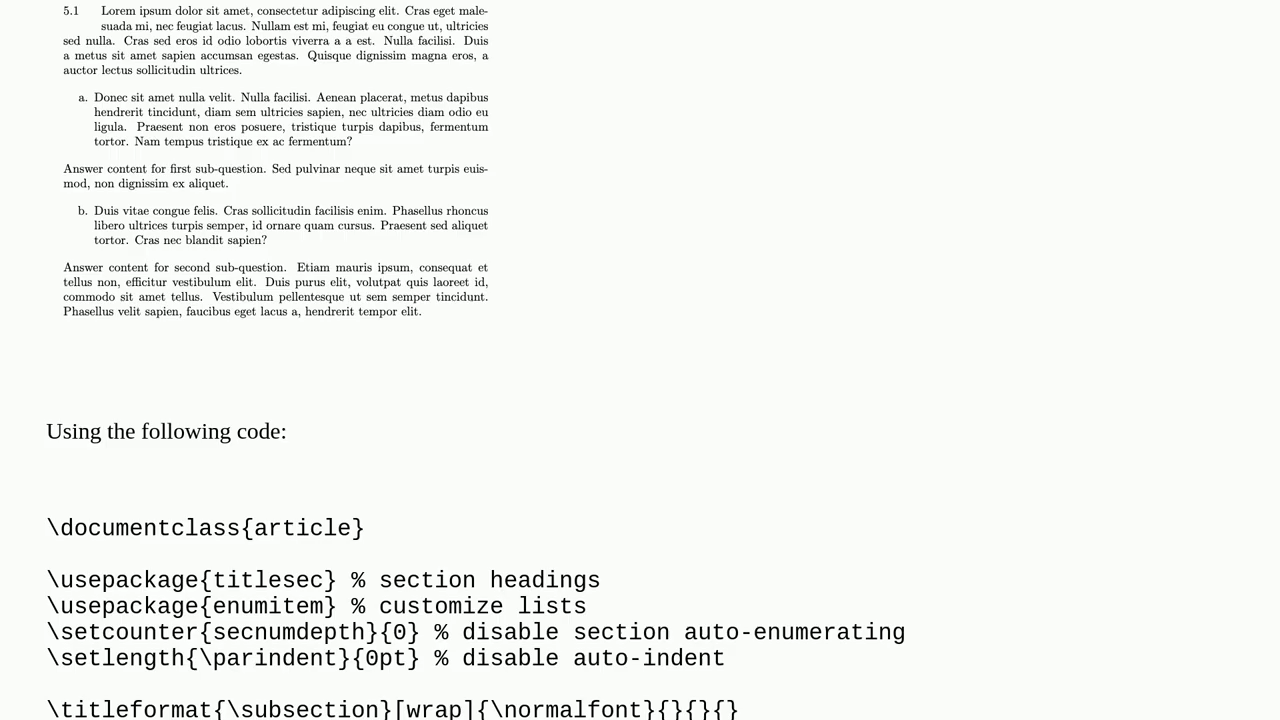 5.1 Lorem ipsum dolor sit amet, consectetur adipiscing elit. Cras eget male-
suada mi, nec feugiat lacus. Nullam est mi, feugiat eu congue ut, ultricies
sed nulla. Cras sed eros id odio lobortis viverra a a est. Nulla facilisi. Duis
a metus sit amet sapien accumsan egestas. Quisque dignissim magna eros, a
auctor lectus sollicitudin ultrices.
a. Donec sit amet nulla velit. Nulla facilisi. Aenean placerat, metus dapibus
hendrerit tincidunt, diam sem ultricies sapien, nec ultricies diam odio eu
ligula. Praesent non eros posuere, tristique turpis dapibus, fermentum
tortor. Nam tempus tristique ex ac fermentum?
Answer content for first sub-question. Sed pulvinar neque sit amet turpis euis-
mod, non dignissim ex aliquet.
b. Duis vitae congue felis. Cras sollicitudin facilisis enim. Phasellus rhoncus
libero ultrices turpis semper, id ornare quam cursus. Praesent sed aliquet
tortor. Cras nec blandit sapien?
Answer content for second sub-question. Etiam mauris ipsum, consequat et
tellus non, efficitur vestibulum elit. Duis purus elit, volutpat quis laoreet id,
commodo sit amet tellus. Vestibulum pellentesque ut sem semper tincidunt.
Phasellus velit sapien, faucibus eget lacus a, hendrerit tempor elit.
Using the following code:
\documentclass{article}
\usepackage{titlesec} % section headings
\usepackage{enumitem} % customize lists
\setcounter{secnumdepth}{0} % disable section auto-enumerating
\setlength{\parindent}{0pt} % disable auto-indent
\titleformat{\subsection}[wrap]{\normalfont}{}{}{}